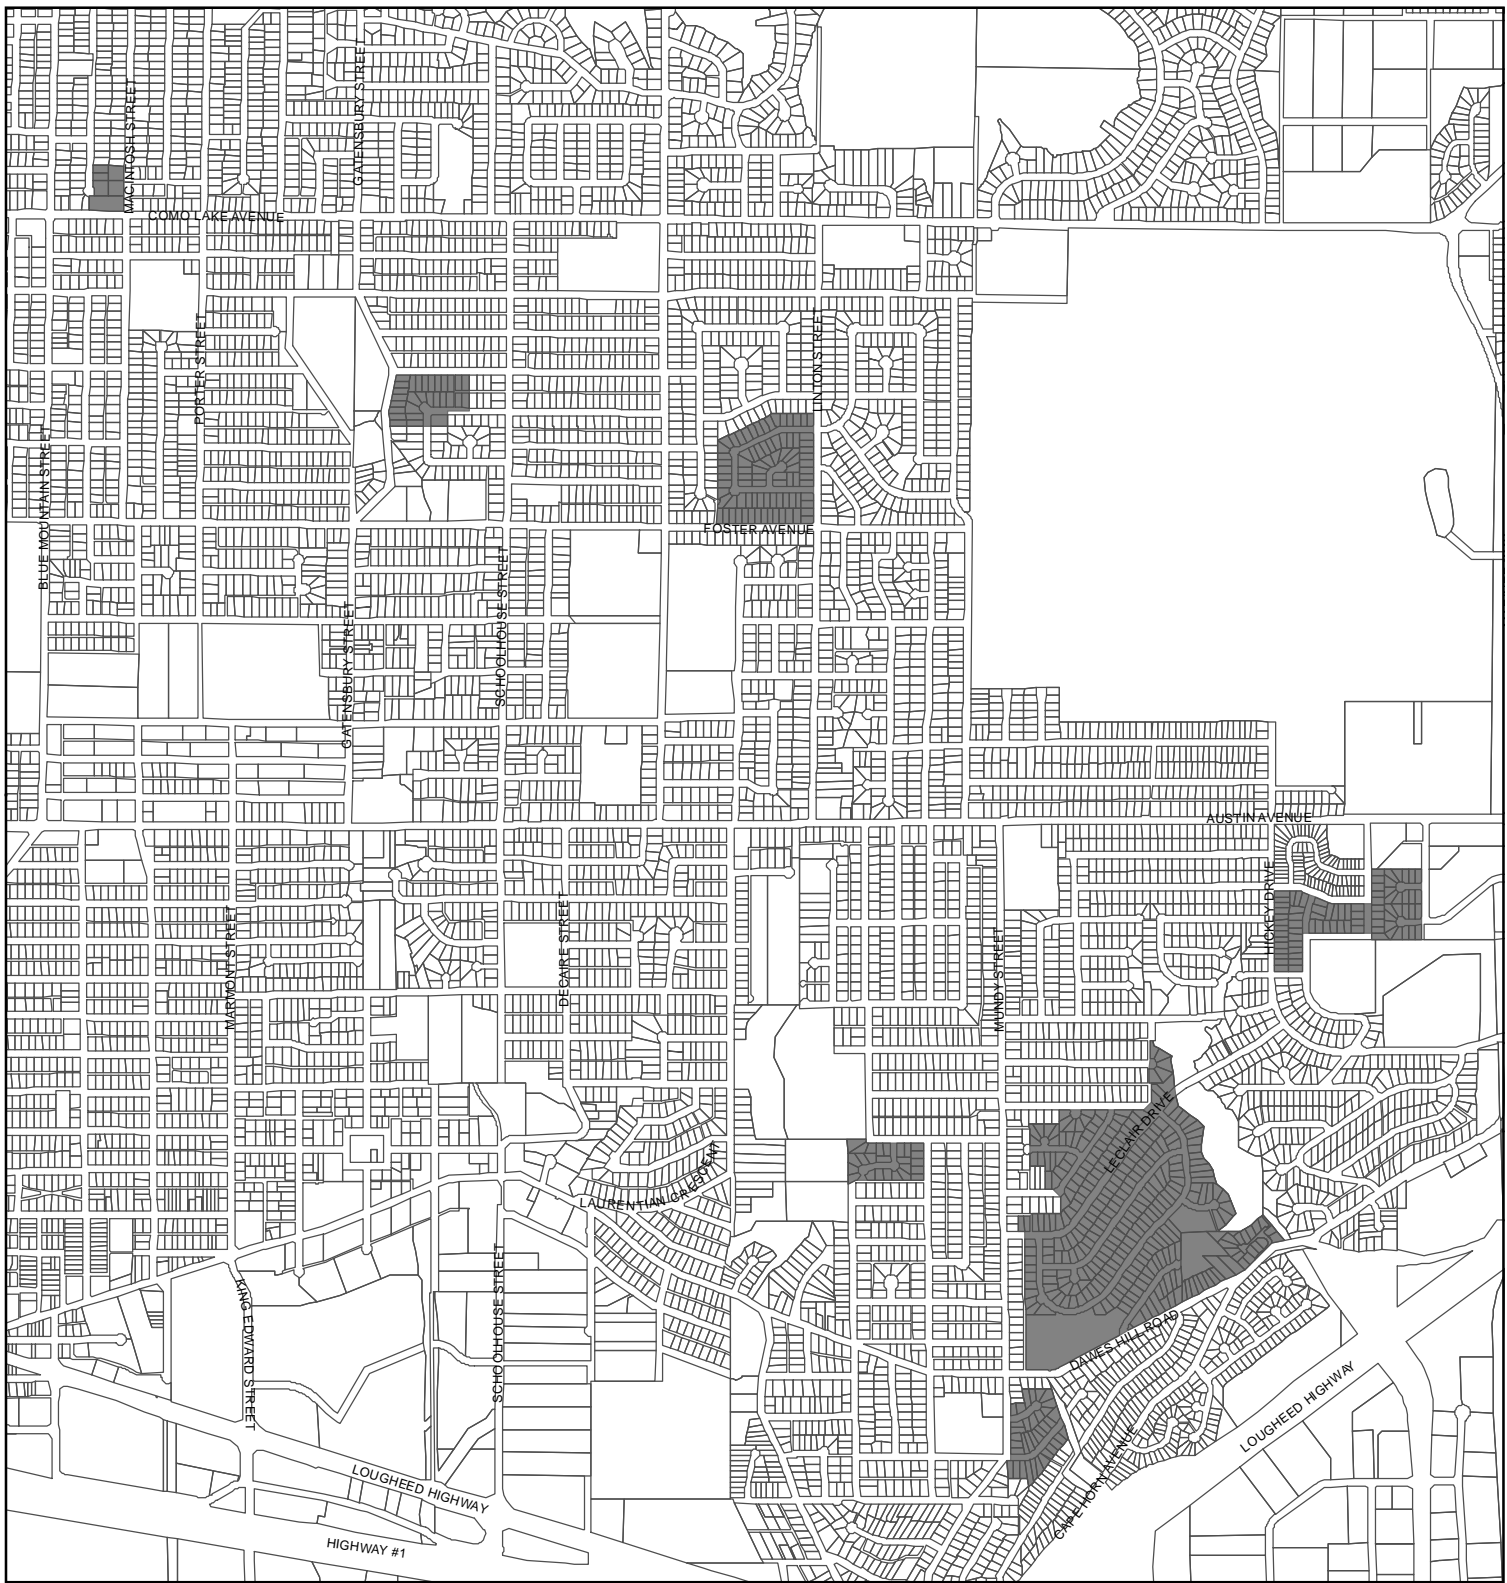 GATENSBURY STREET
MACINTOSH STREET
COMO LAKE AVENUE
PORTER STREET
LINTON STREET
BLUE MOUNTAIN STREET
FOSTER AVENUE
SCHOOLHOUSE STREET
GATENSBURY STREET
AUSTIN AVENUE
HICKEY DRIVE
DECAIRE STREET
MARMONT STREET
MUNDY STREET
LECLAIR DRIVE
LAURENTIAN CRESCENT
SCHOOLHOUSE STREET
KING EDWARD STREET
DAWES HILL ROAD
LOUGHEED HIGHWAY
CAPE HORN AVENUE
LOUGHEED HIGHWAY
HIGHWAY #1